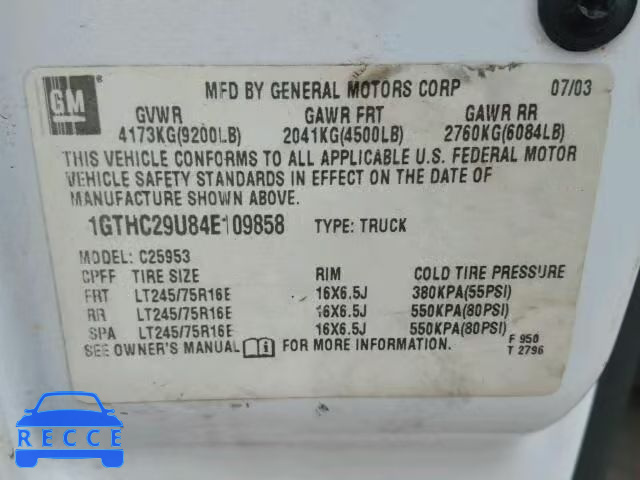 GM ®
MFD BY GENERAL MOTORS CORP 07/03
GVWR GAWR FRT GAWR RR
4173KG(9200LB) 2041KG(4500LB) 2760KG(6084LB)
THIS VEHICLE CONFORMS TO ALL APPLICABLE U.S. FEDERAL MOTOR
VEHICLE SAFETY STANDARDS IN EFFECT ON THE DATE OF
MANUFACTURE SHOWN ABOVE.
1GTHC29U84E109858 TYPE: TRUCK
MODEL: C25953
CPFF TIRE SIZE RIM COLD TIRE PRESSURE
FRT LT245/75R16E 16X6.5J 380KPA(55PSI)
RR LT245/75R16E 16X6.5J 550KPA(80PSI)
SPA LT245/75R16E 16X6.5J 550KPA(80PSI)
SEE OWNER'S MANUAL FOR MORE INFORMATION.
F 950
T 2796
RECCE